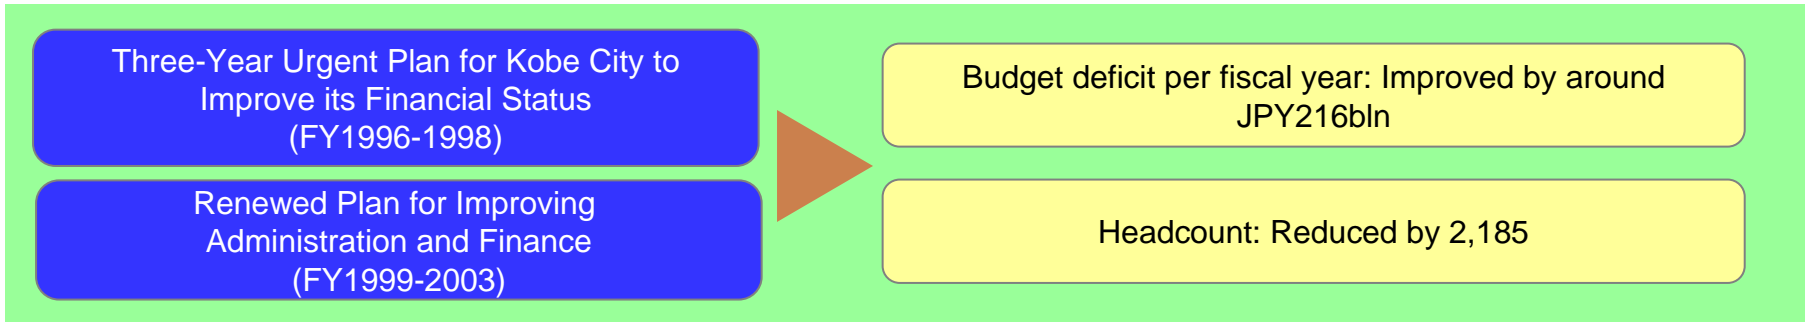 Three-Year Urgent Plan for Kobe City to
Improve its Financial Status
(FY1996-1998)
Renewed Plan for Improving
Administration and Finance
(FY1999-2003)
Budget deficit per fiscal year: Improved by around
JPY216bln
Headcount: Reduced by 2,185